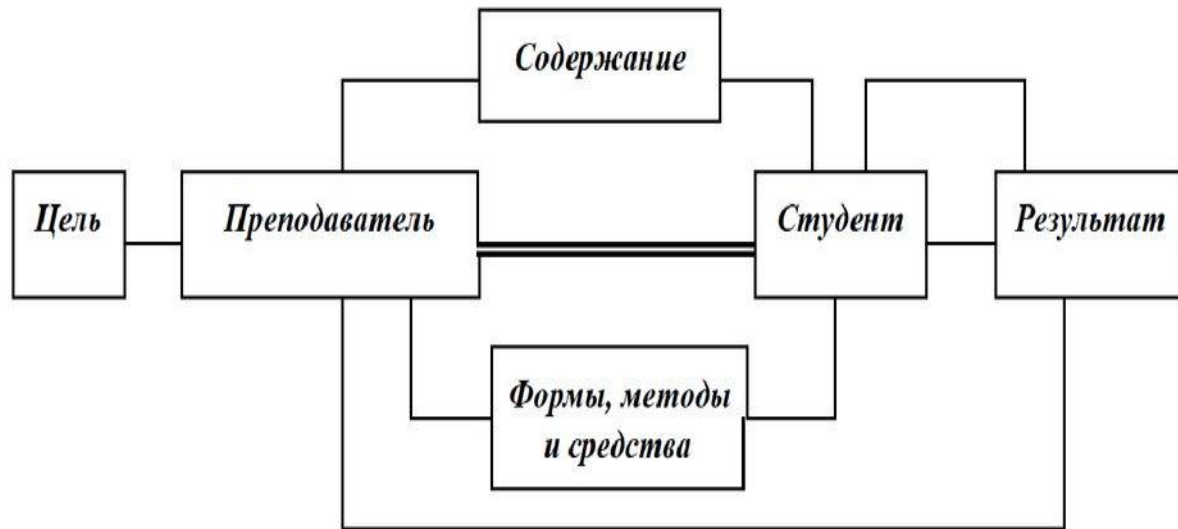 Содержание
Цель
Преподаватель
Студент
Результат
Формы, методы
и средства